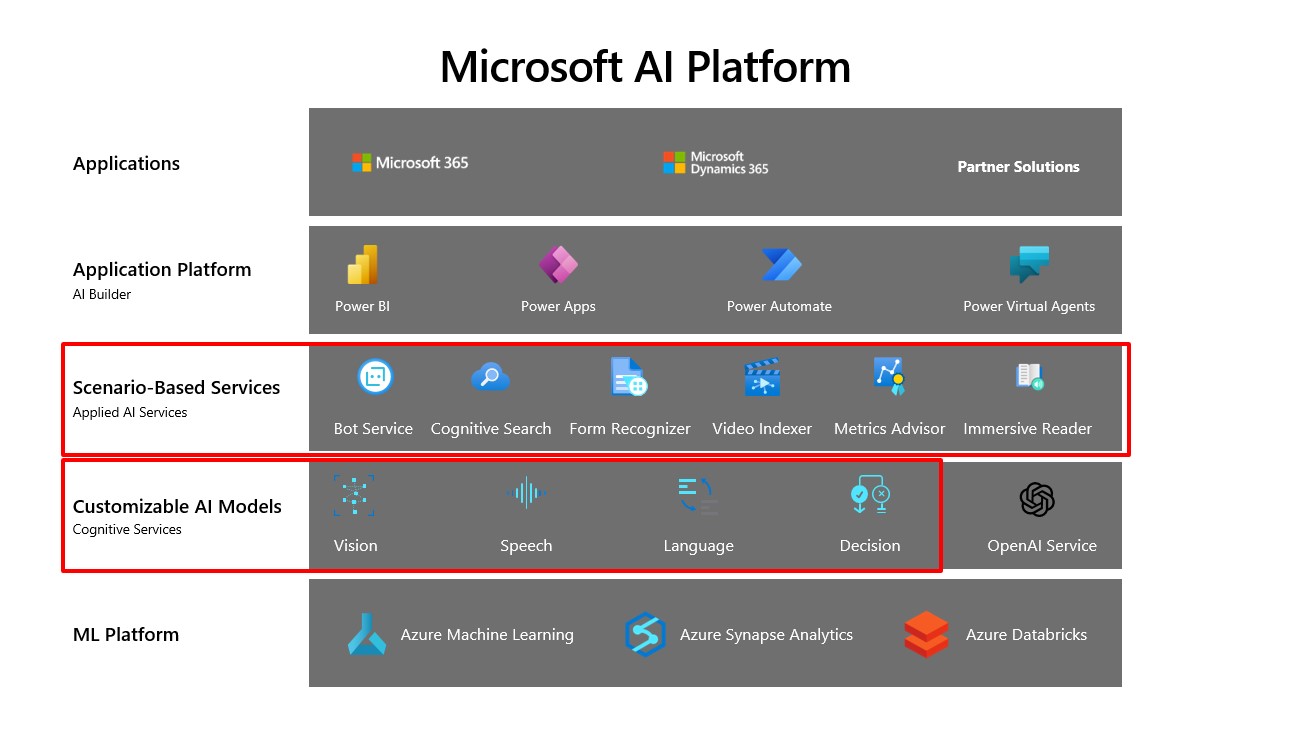 Microsoft AI Platform
Applications
Microsoft 365
Microsoft
Dynamics 365
Partner Solutions
Application Platform
AI Builder
Power BI
Power Apps
Power Automate
Power Virtual Agents
Scenario-Based Services
Applied AI Services
Bot Service
Cognitive Search
Form Recognizer
Video Indexer
Metrics Advisor
Immersive Reader
Customizable AI Models
Cognitive Services
Vision
Speech
Language
Decision
OpenAI Service
ML Platform
Azure Machine Learning
Azure Synapse Analytics
Azure Databricks